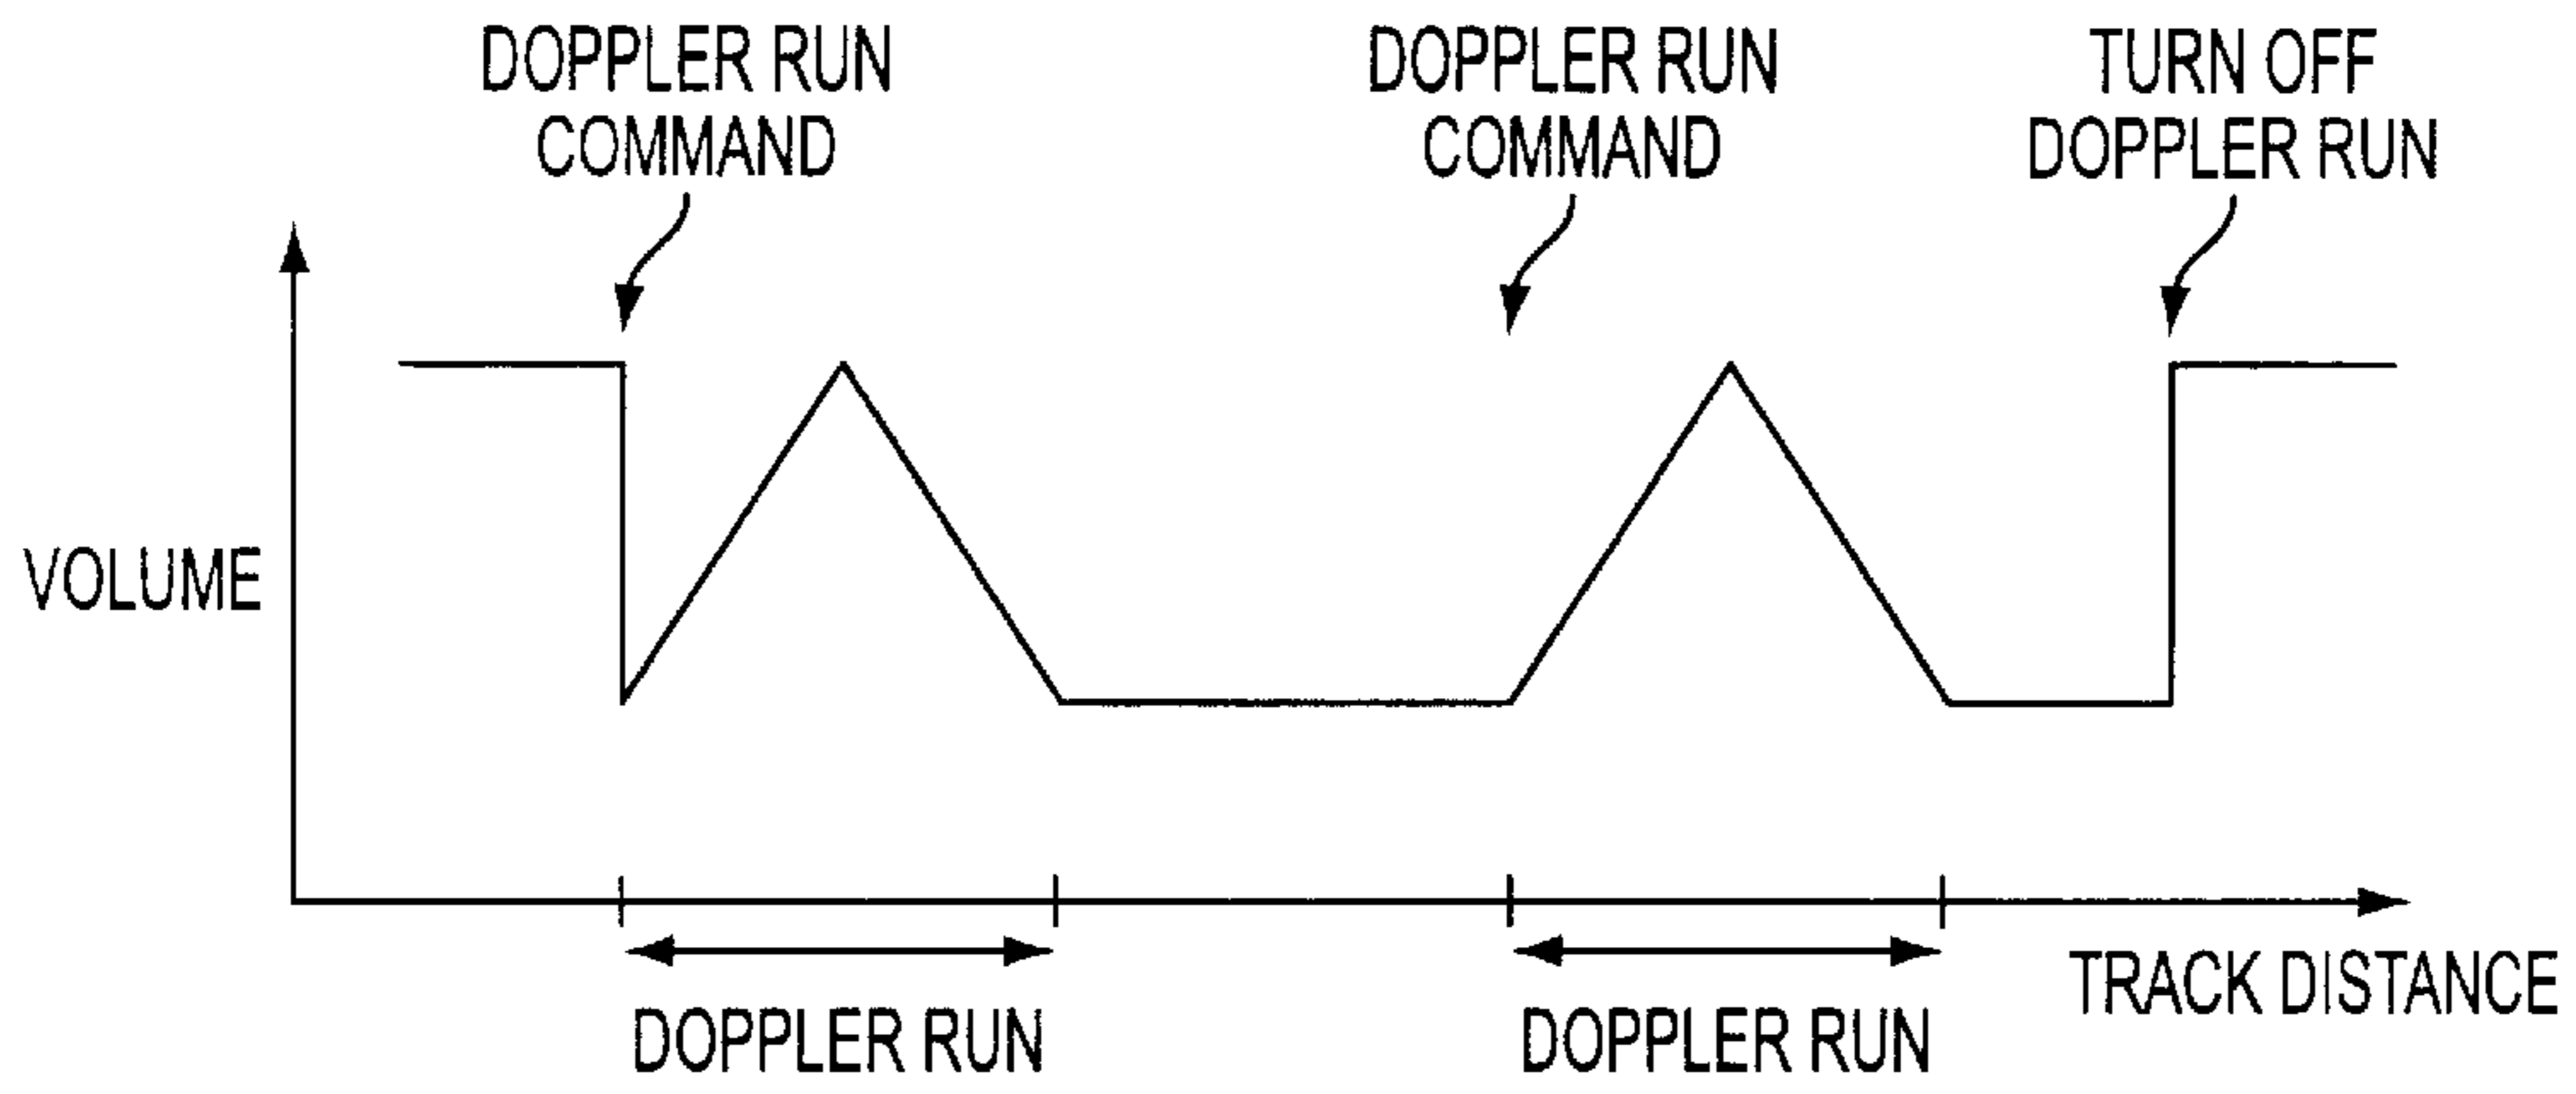 DOPPLER RUN
COMMAND
DOPPLER RUN
COMMAND
TURN OFF
DOPPLER RUN
VOLUME
TRACK DISTANCE
DOPPLER RUN
DOPPLER RUN